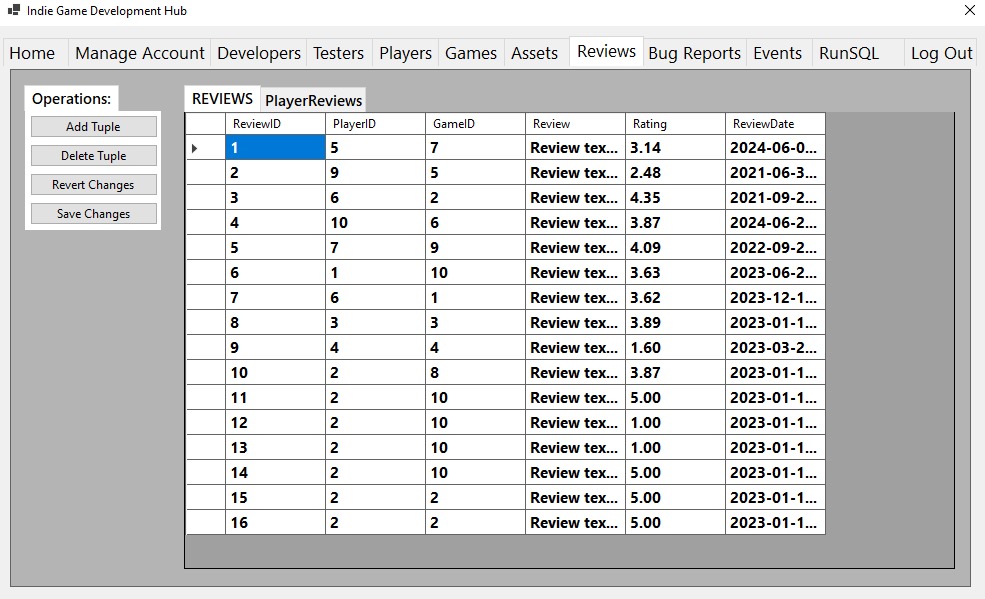 Indie Game Development Hub
Home Manage Account Developers Testers Players Games Assets Reviews Bug Reports Events RunSQL Log Out
Operations:
Add Tuple
Delete Tuple
Revert Changes
Save Changes
REVIEWS PlayerReviews
ReviewID PlayerID GameID Review Rating ReviewDate
1 5 7 Review tex... 3.14 2024-06-0...
2 9 5 Review tex... 2.48 2021-06-3...
3 6 2 Review tex... 4.35 2021-09-2...
4 10 6 Review tex... 3.87 2024-06-2...
5 7 9 Review tex... 4.09 2022-09-2...
6 1 10 Review tex... 3.63 2023-06-2...
7 6 1 Review tex... 3.62 2023-12-1...
8 3 3 Review tex... 3.89 2023-01-1...
9 4 4 Review tex... 1.60 2023-03-2...
10 2 8 Review tex... 3.87 2023-01-1...
11 2 10 Review tex... 5.00 2023-01-1...
12 2 10 Review tex... 1.00 2023-01-1...
13 2 10 Review tex... 1.00 2023-01-1...
14 2 10 Review tex... 5.00 2023-01-1...
15 2 2 Review tex... 5.00 2023-01-1...
16 2 2 Review tex... 5.00 2023-01-1...